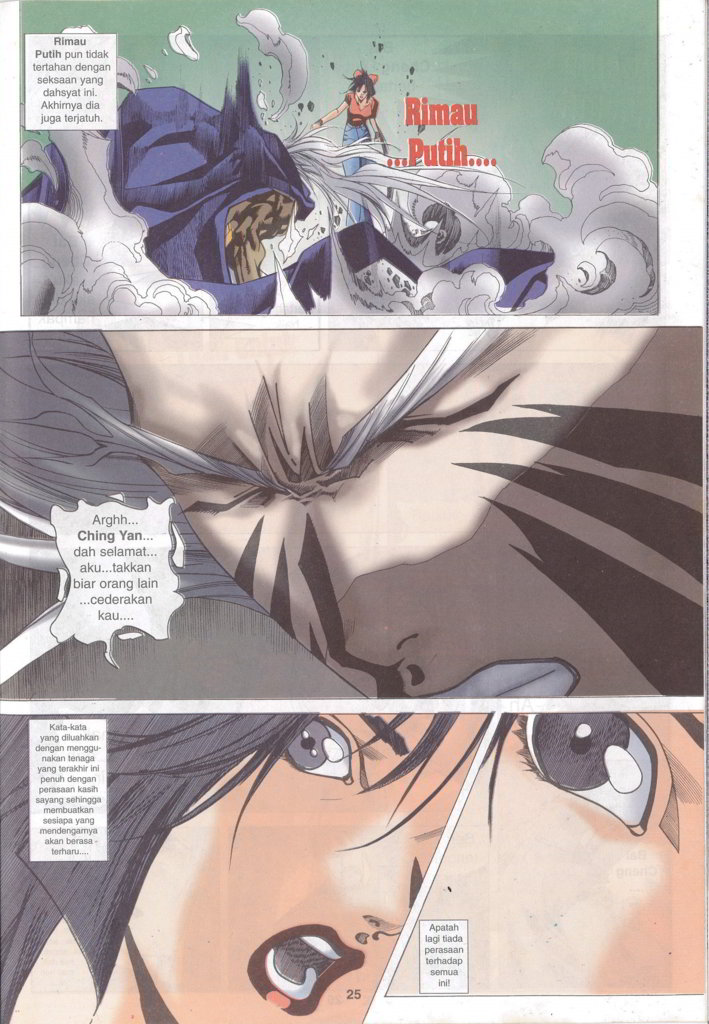 Rimau
Putih pun tidak
tertahan dengan
seksaan yang
dahsyat ini.
Akhirnya dia
juga terjatuh.
Rimau
...Putih....
Arghh...
Ching Yan...
dah selamat...
aku...takkan
biar orang lain
...cederakan
kau....
Kata-kata
yang diluahkan
dengan menggu-
nakan tenaga
yang terakhir ini
penuh dengan
perasaan kasih
sayang sehingga
membuatkan
sesiapa yang
mendengarnya
akan berasa -
terharu....
Apatah
lagi tiada
perasaan
terhadap
semua
ini!
25